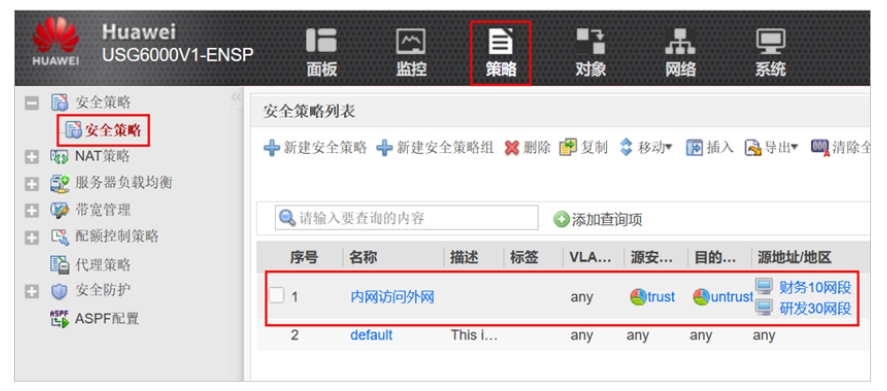 Huawei
USG6000V1-ENSP
HUAWEI
面板
监控
策略
对象
网络
系统
安全策略
安全策略
NAT策略
服务器负载均衡
带宽管理
配额控制策略
代理策略
安全防护
ASPF配置
安全策略列表
新建安全策略 新建安全策略组 删除 复制 移动 插入 导出 清除全
请输入要查询的内容 添加查询项
序号 名称 描述 标签 VLA... 源安... 目的... 源地址/地区
1 内网访问外网 any trust untrust 财务10网段
研发30网段
2 default This i... any any any any